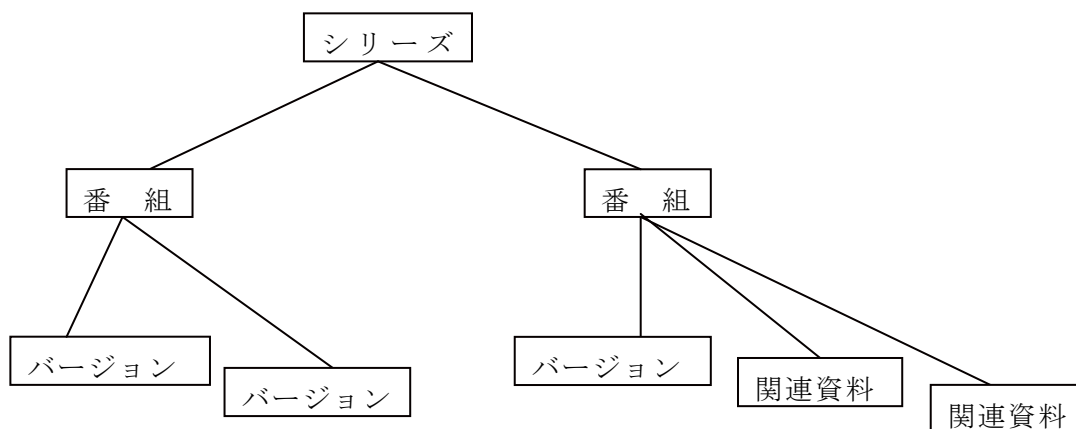 シリーズ
番　組
番　組
バージョン
バージョン
バージョン
関連資料
関連資料